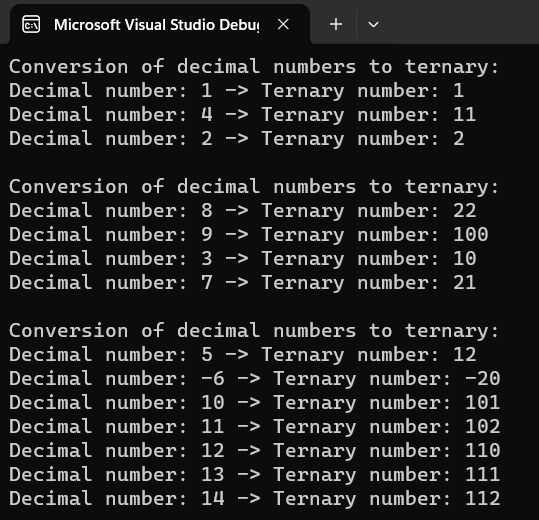 Microsoft Visual Studio Debu
Conversion of decimal numbers to ternary:
Decimal number: 1 -> Ternary number: 1
Decimal number: 4 -> Ternary number: 11
Decimal number: 2 -> Ternary number: 2
Conversion of decimal numbers to ternary:
Decimal number: 8 -> Ternary number: 22
Decimal number: 9 -> Ternary number: 100
Decimal number: 3 -> Ternary number: 10
Decimal number: 7 -> Ternary number: 21
Conversion of decimal numbers to ternary:
Decimal number: 5 -> Ternary number: 12
Decimal number: -6 -> Ternary number: -20
Decimal number: 10 -> Ternary number: 101
Decimal number: 11 -> Ternary number: 102
Decimal number: 12 -> Ternary number: 110
Decimal number: 13 -> Ternary number: 111
Decimal number: 14 -> Ternary number: 112